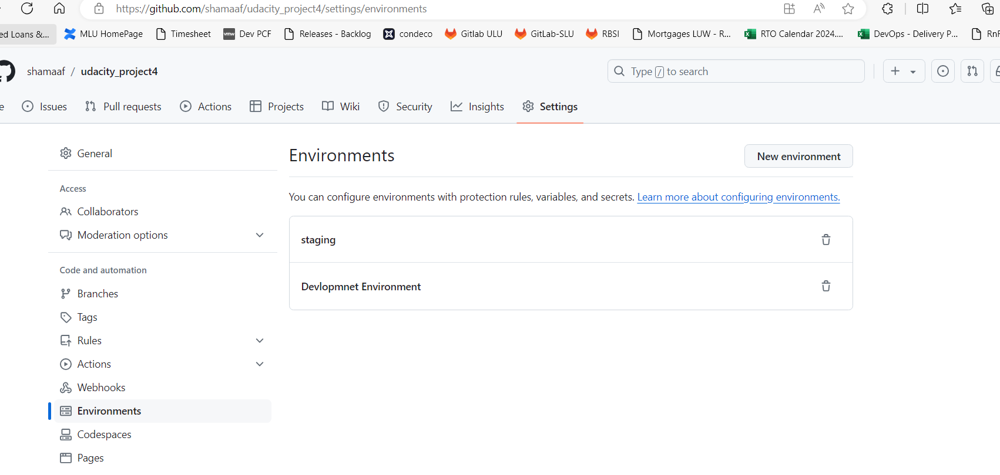 https://github.com/shamaaf/udacity_project4/settings/environments
ed Loans &... MLU HomePage Timesheet vmw Dev PCF Releases - Backlog condeco Gitlab ULU GitLab-SLU RBSI Mortgages LUW - R... RTO Calendar 2024.... DevOps - Delivery P... RnF
shamaaf / udacity_project4 Type / to search
e Issues Pull requests Actions Projects Wiki Security Insights Settings
General
Access
Collaborators
Moderation options
Code and automation
Branches
Tags
Rules
Actions
Webhooks
Environments
Codespaces
Pages
Environments
New environment
You can configure environments with protection rules, variables, and secrets. Learn more about configuring environments.
staging
Devlopmnet Environment